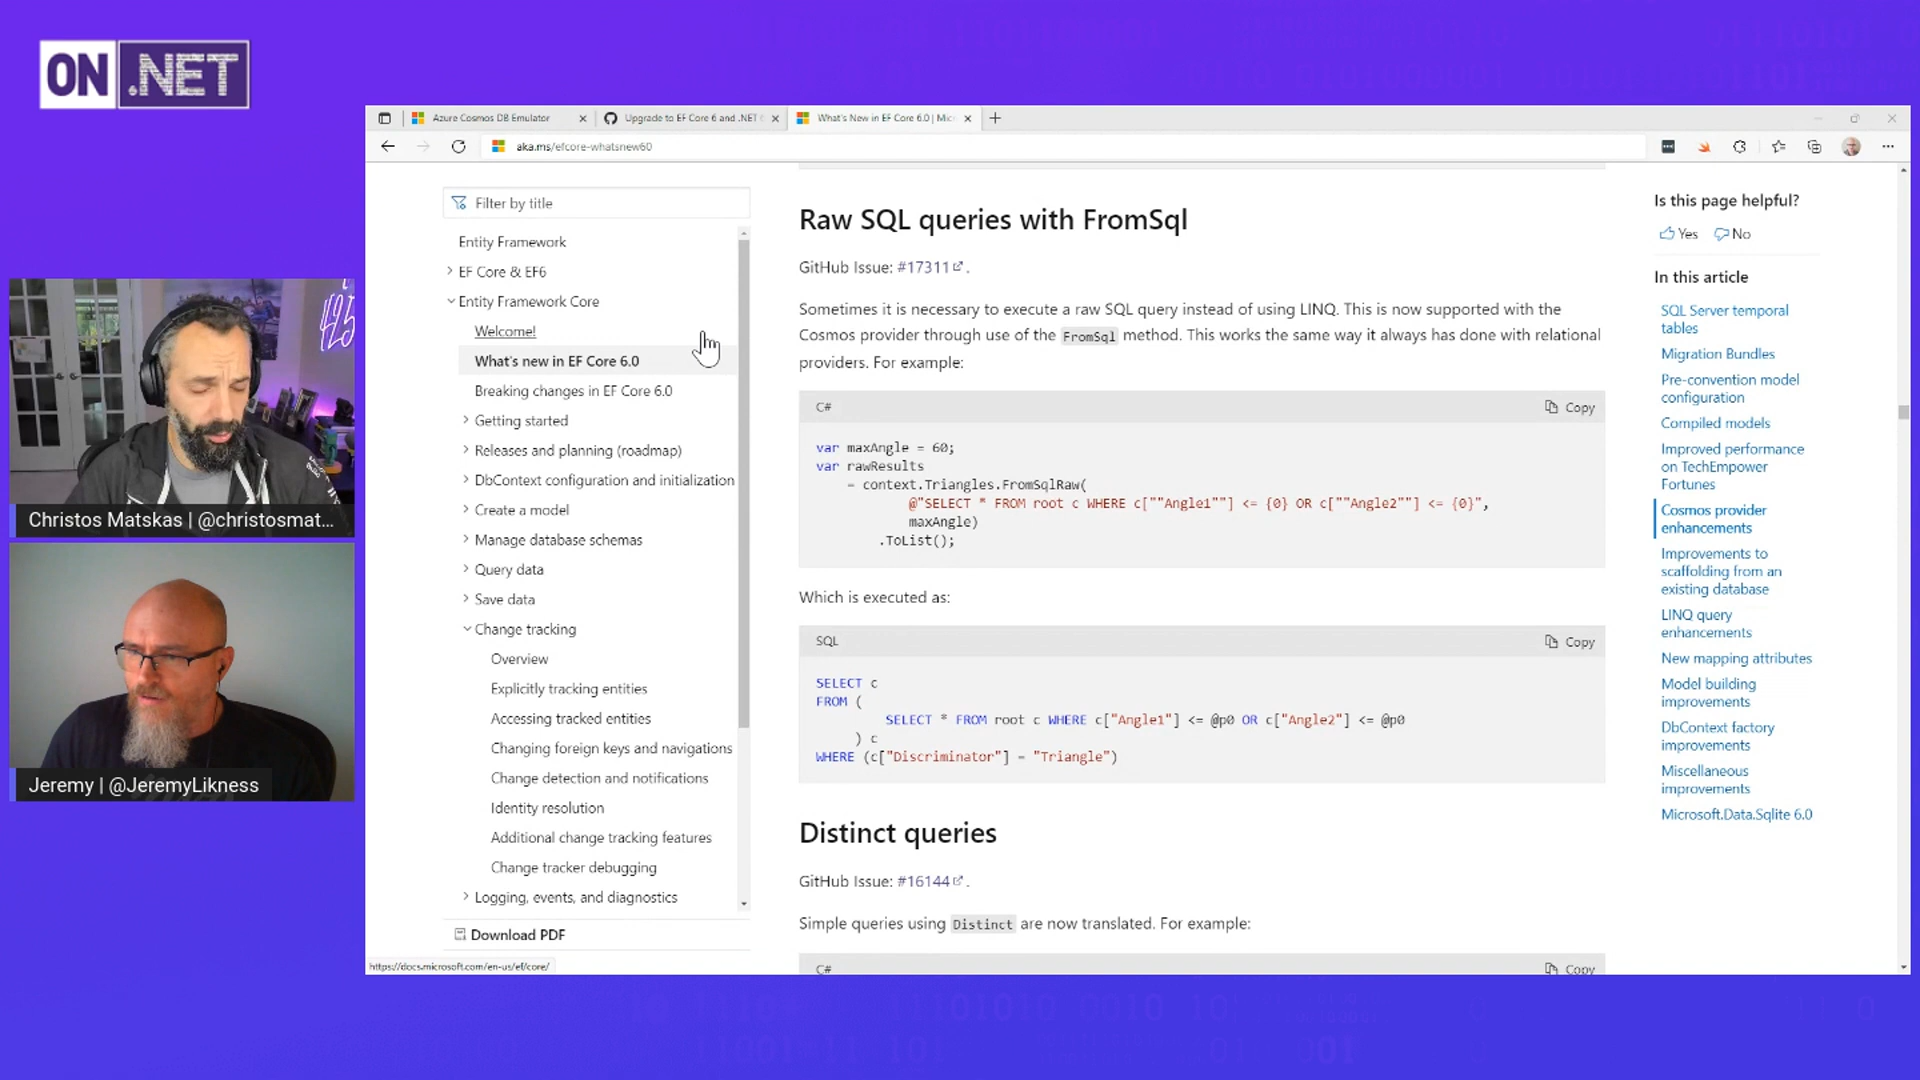 ON .NET
Azure Cosmos DB Emulator
Upgrade to EF Core 6 and .NET 6
What's New in EF Core 6.0 | Mic
aka.ms/efcore-whatsnew60
Filter by title
Entity Framework
EF Core & EF6
Entity Framework Core
Welcome!
What's new in EF Core 6.0
Breaking changes in EF Core 6.0
Getting started
Releases and planning (roadmap)
DbContext configuration and initialization
Create a model
Manage database schemas
Query data
Save data
Change tracking
Overview
Explicitly tracking entities
Accessing tracked entities
Changing foreign keys and navigations
Change detection and notifications
Identity resolution
Additional change tracking features
Change tracker debugging
Logging, events, and diagnostics
Download PDF
https://docs.microsoft.com/en-us/ef/core/
Raw SQL queries with FromSql
GitHub Issue: #17311.
Sometimes it is necessary to execute a raw SQL query instead of using LINQ. This is now supported with the
Cosmos provider through use of the FromSql method. This works the same way it always has done with relational
providers. For example:
C#
Copy
var maxAngle = 60;
var rawResults
= context.Triangles.FromSqlRaw(
@"SELECT * FROM root c WHERE c[""Angle1""] <= {0} OR c[""Angle2""] <= {0}",
maxAngle)
.ToList();
Which is executed as:
SQL
Copy
SELECT c
FROM (
SELECT * FROM root c WHERE c["Angle1"] <= @p0 OR c["Angle2"] <= @p0
) c
WHERE (c["Discriminator"] = "Triangle")
Distinct queries
GitHub Issue: #16144.
Simple queries using Distinct are now translated. For example:
C#
Copy
Is this page helpful?
Yes
No
In this article
SQL Server temporal
tables
Migration Bundles
Pre-convention model
configuration
Compiled models
Improved performance
on TechEmpower
Fortunes
Cosmos provider
enhancements
Improvements to
scaffolding from an
existing database
LINQ query
enhancements
New mapping attributes
Model building
improvements
DbContext factory
improvements
Miscellaneous
improvements
Microsoft.Data.Sqlite 6.0
Christos Matskas | @christosmat...
Jeremy | @JeremyLikness